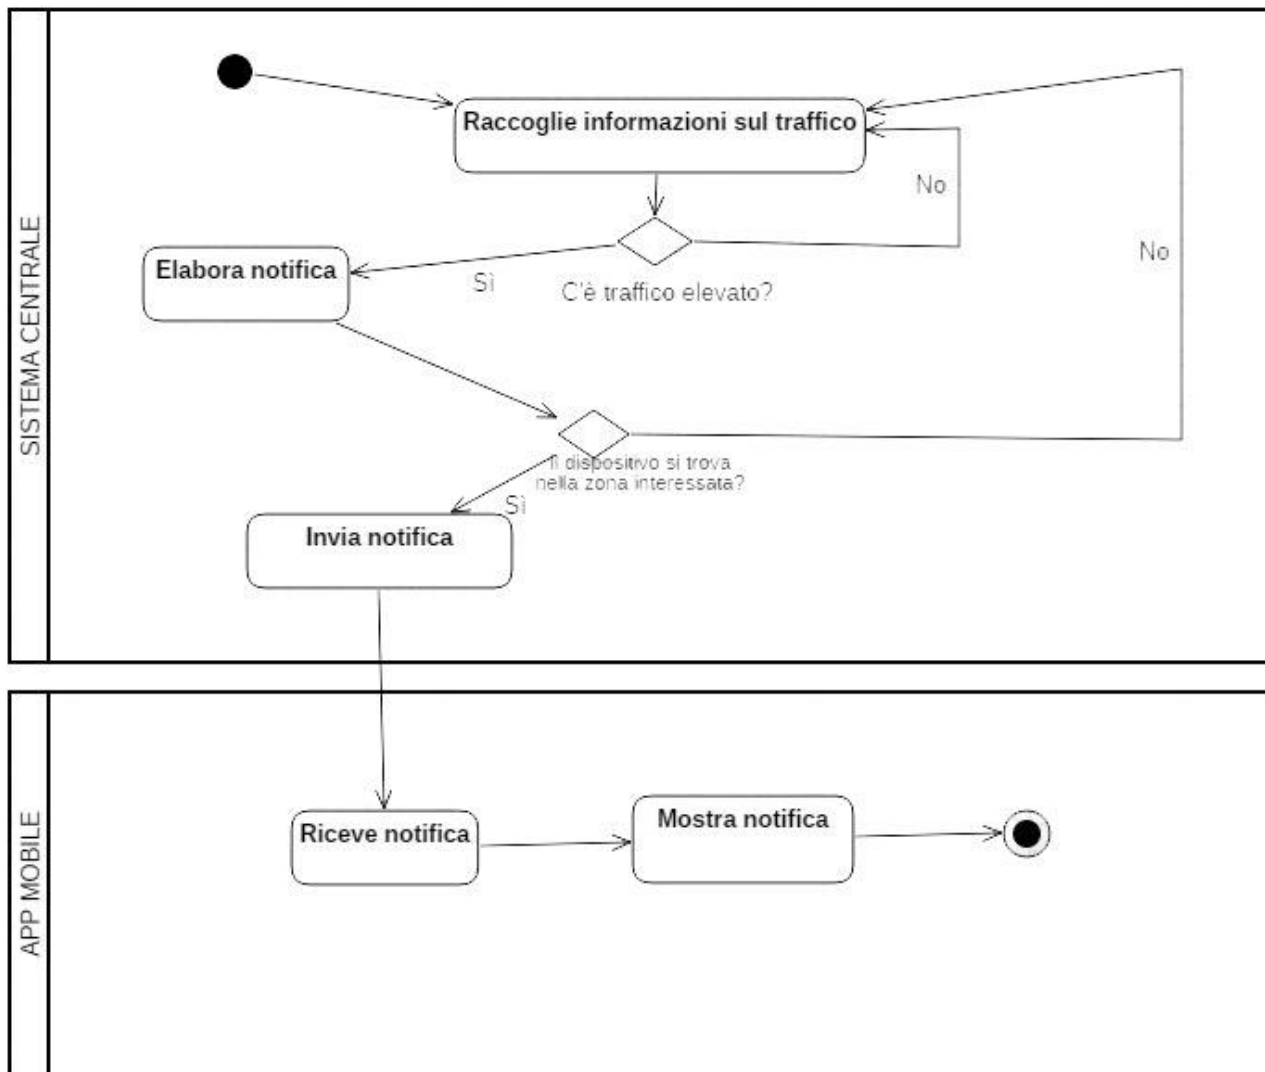 SISTEMA CENTRALE
Raccoglie informazioni sul traffico
No
Elabora notifica
Sì
C'è traffico elevato?
No
Il dispositivo si trova
nella zona interessata?
Sì
Invia notifica
APP MOBILE
Riceve notifica
Mostra notifica